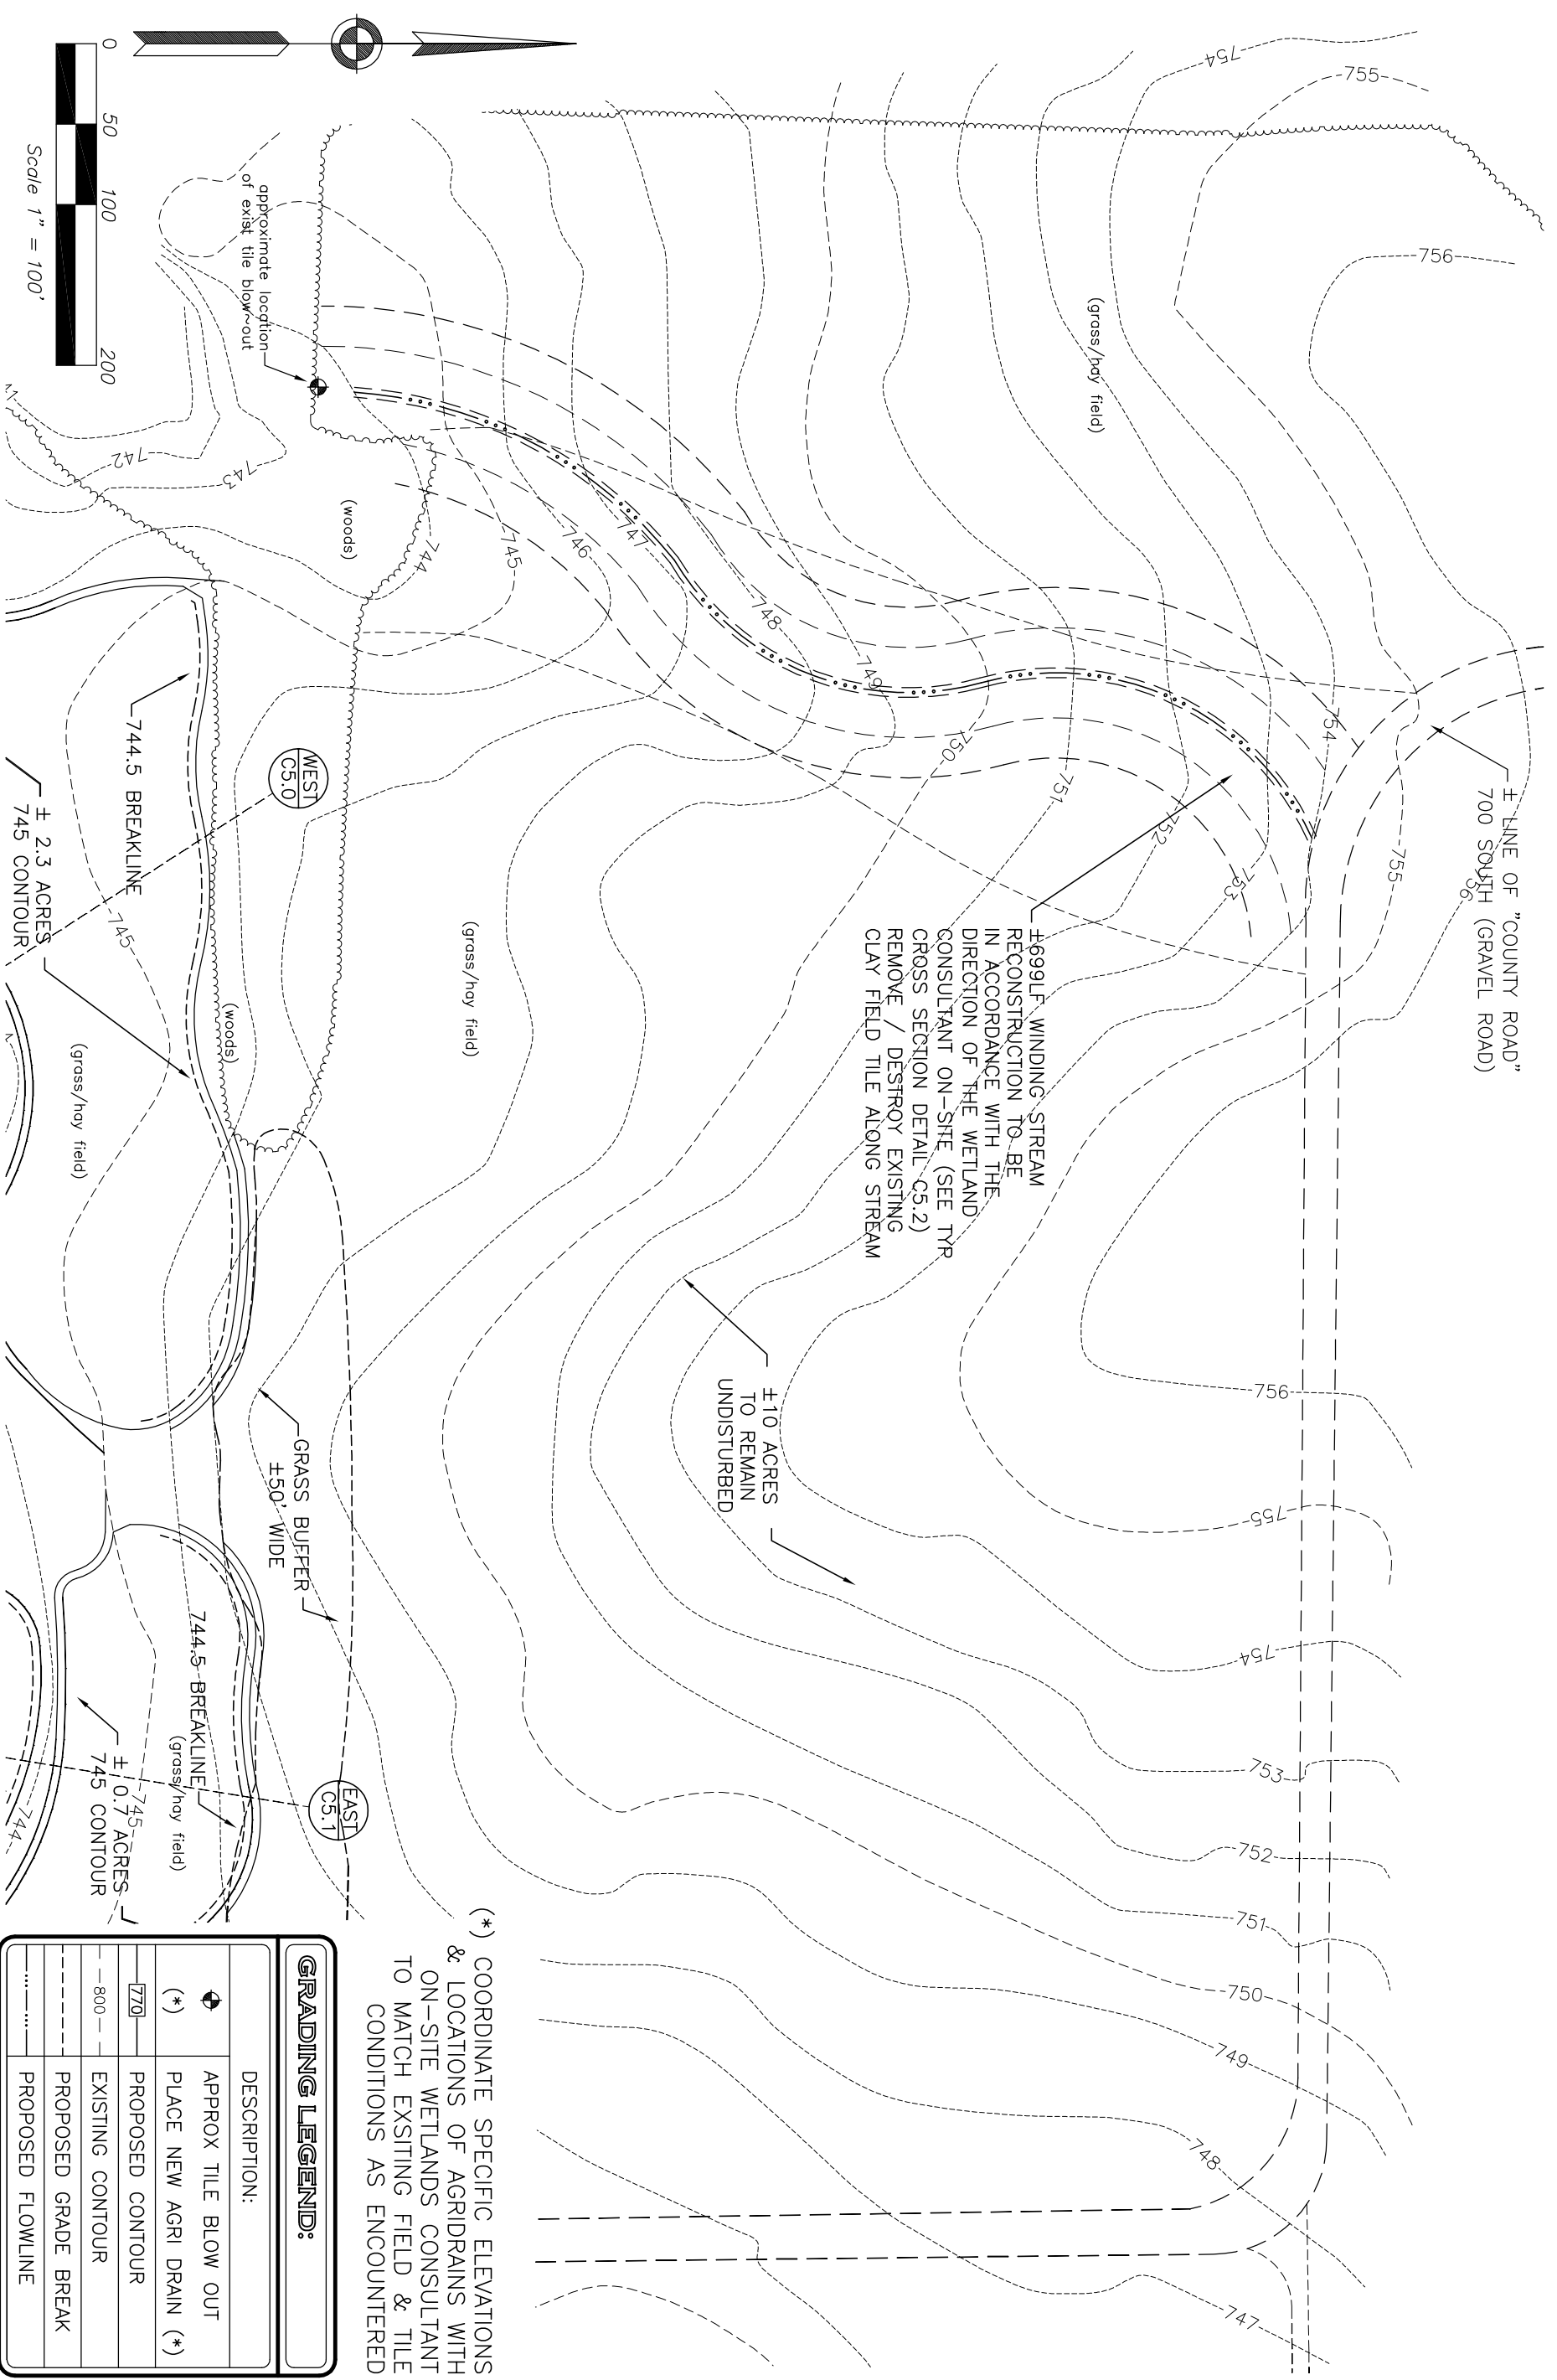 ± LINE OF "COUNTY ROAD"
700 SOUTH (GRAVEL ROAD)
754
755
756
754
755
56
756
755
754
753
752
751
750
749
748
747
(grass/hay field)
753
752
751
750
749
748
747
746
745
744
±699LF WINDING STREAM
RECONSTRUCTION TO BE
IN ACCORDANCE WITH THE
DIRECTION OF THE WETLAND
CONSULTANT ON-SITE (SEE TYP
CROSS SECTION DETAIL C5.2)
REMOVE / DESTROY EXISTING
CLAY FIELD TILE ALONG STREAM
±10 ACRES
TO REMAIN
UNDISTURBED
(grass/hay field)
(woods)
approximate location
of exist tile blow~out
743
742
WEST
C5.0
(woods)
GRASS BUFFER
±50' WIDE
EAST
C5.1
744.5 BREAKLINE
744.5 BREAKLINE
(grass/hay field)
745
745
± 2.3 ACRES
745 CONTOUR
(grass/hay field)
± 0.7 ACRES
745 CONTOUR
744
0 50 100 200
Scale 1" = 100'
(*) COORDINATE SPECIFIC ELEVATIONS
& LOCATIONS OF AGRIDRAINS WITH
ON-SITE WETLANDS CONSULTANT
TO MATCH EXSITING FIELD & TILE
CONDITIONS AS ENCOUNTERED
GRADING LEGEND:
DESCRIPTION:
APPROX TILE BLOW OUT
(*) PLACE NEW AGRI DRAIN (*)
770 PROPOSED CONTOUR
800 EXISTING CONTOUR
PROPOSED GRADE BREAK
PROPOSED FLOWLINE